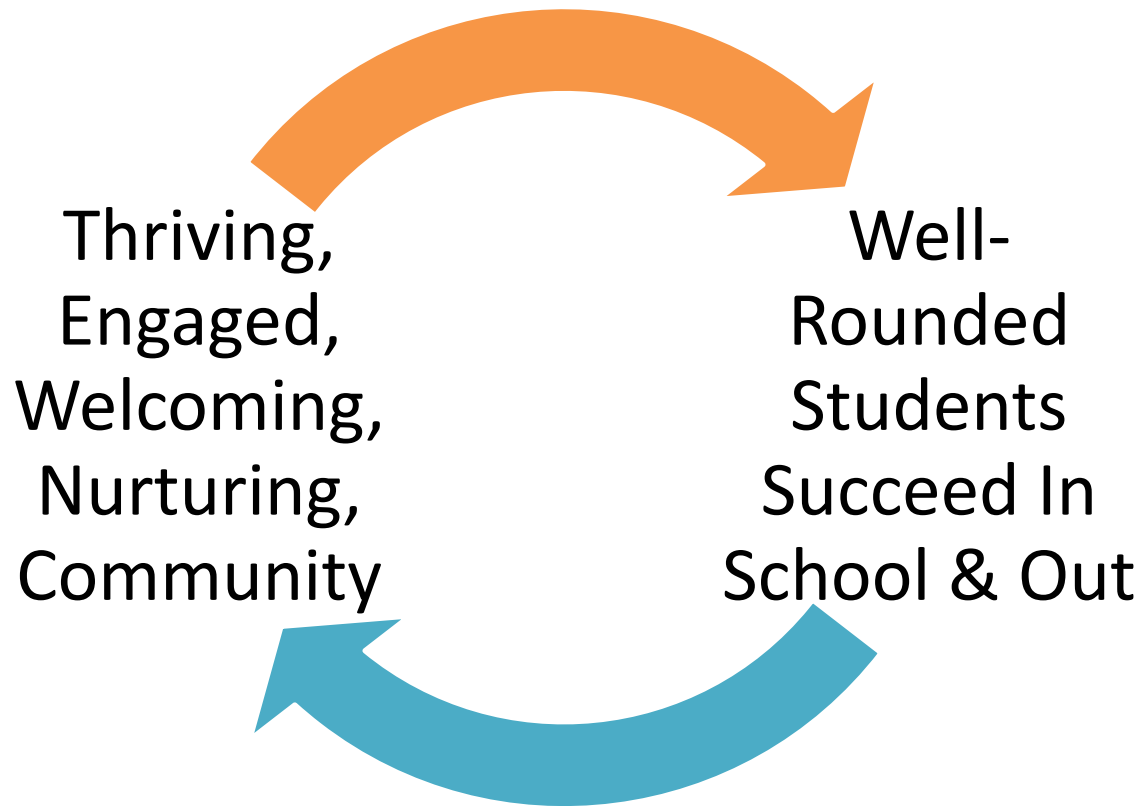 Thriving,
Engaged,
Welcoming,
Nurturing,
Community
Well-
Rounded
Students
Succeed In
School & Out